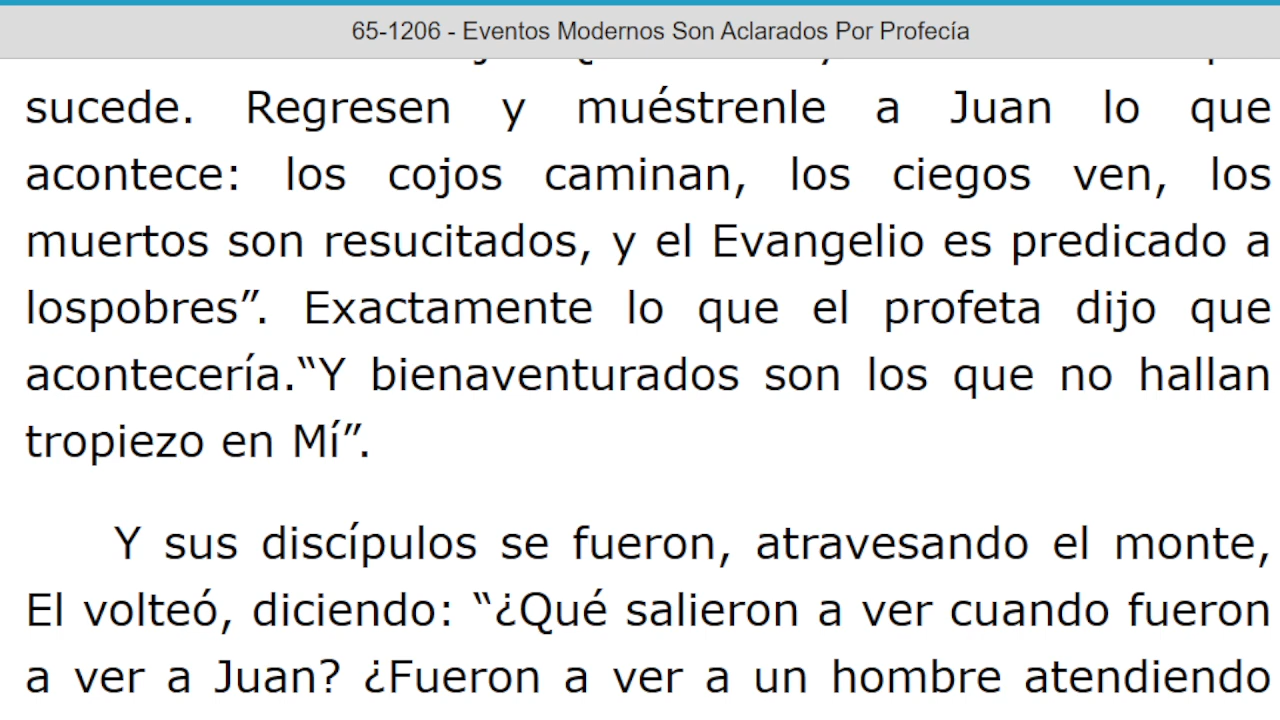 65-1206 - Eventos Modernos Son Aclarados Por Profecía
sucede. Regresen y muéstrenle a Juan lo que
acontece: los cojos caminan, los ciegos ven, los
muertos son resucitados, y el Evangelio es predicado a
lospobres”. Exactamente lo que el profeta dijo que
acontecería.“Y bienaventurados son los que no hallan
tropiezo en Mí”.
Y sus discípulos se fueron, atravesando el monte,
El volteó, diciendo: “¿Qué salieron a ver cuando fueron
a ver a Juan? ¿Fueron a ver a un hombre atendiendo